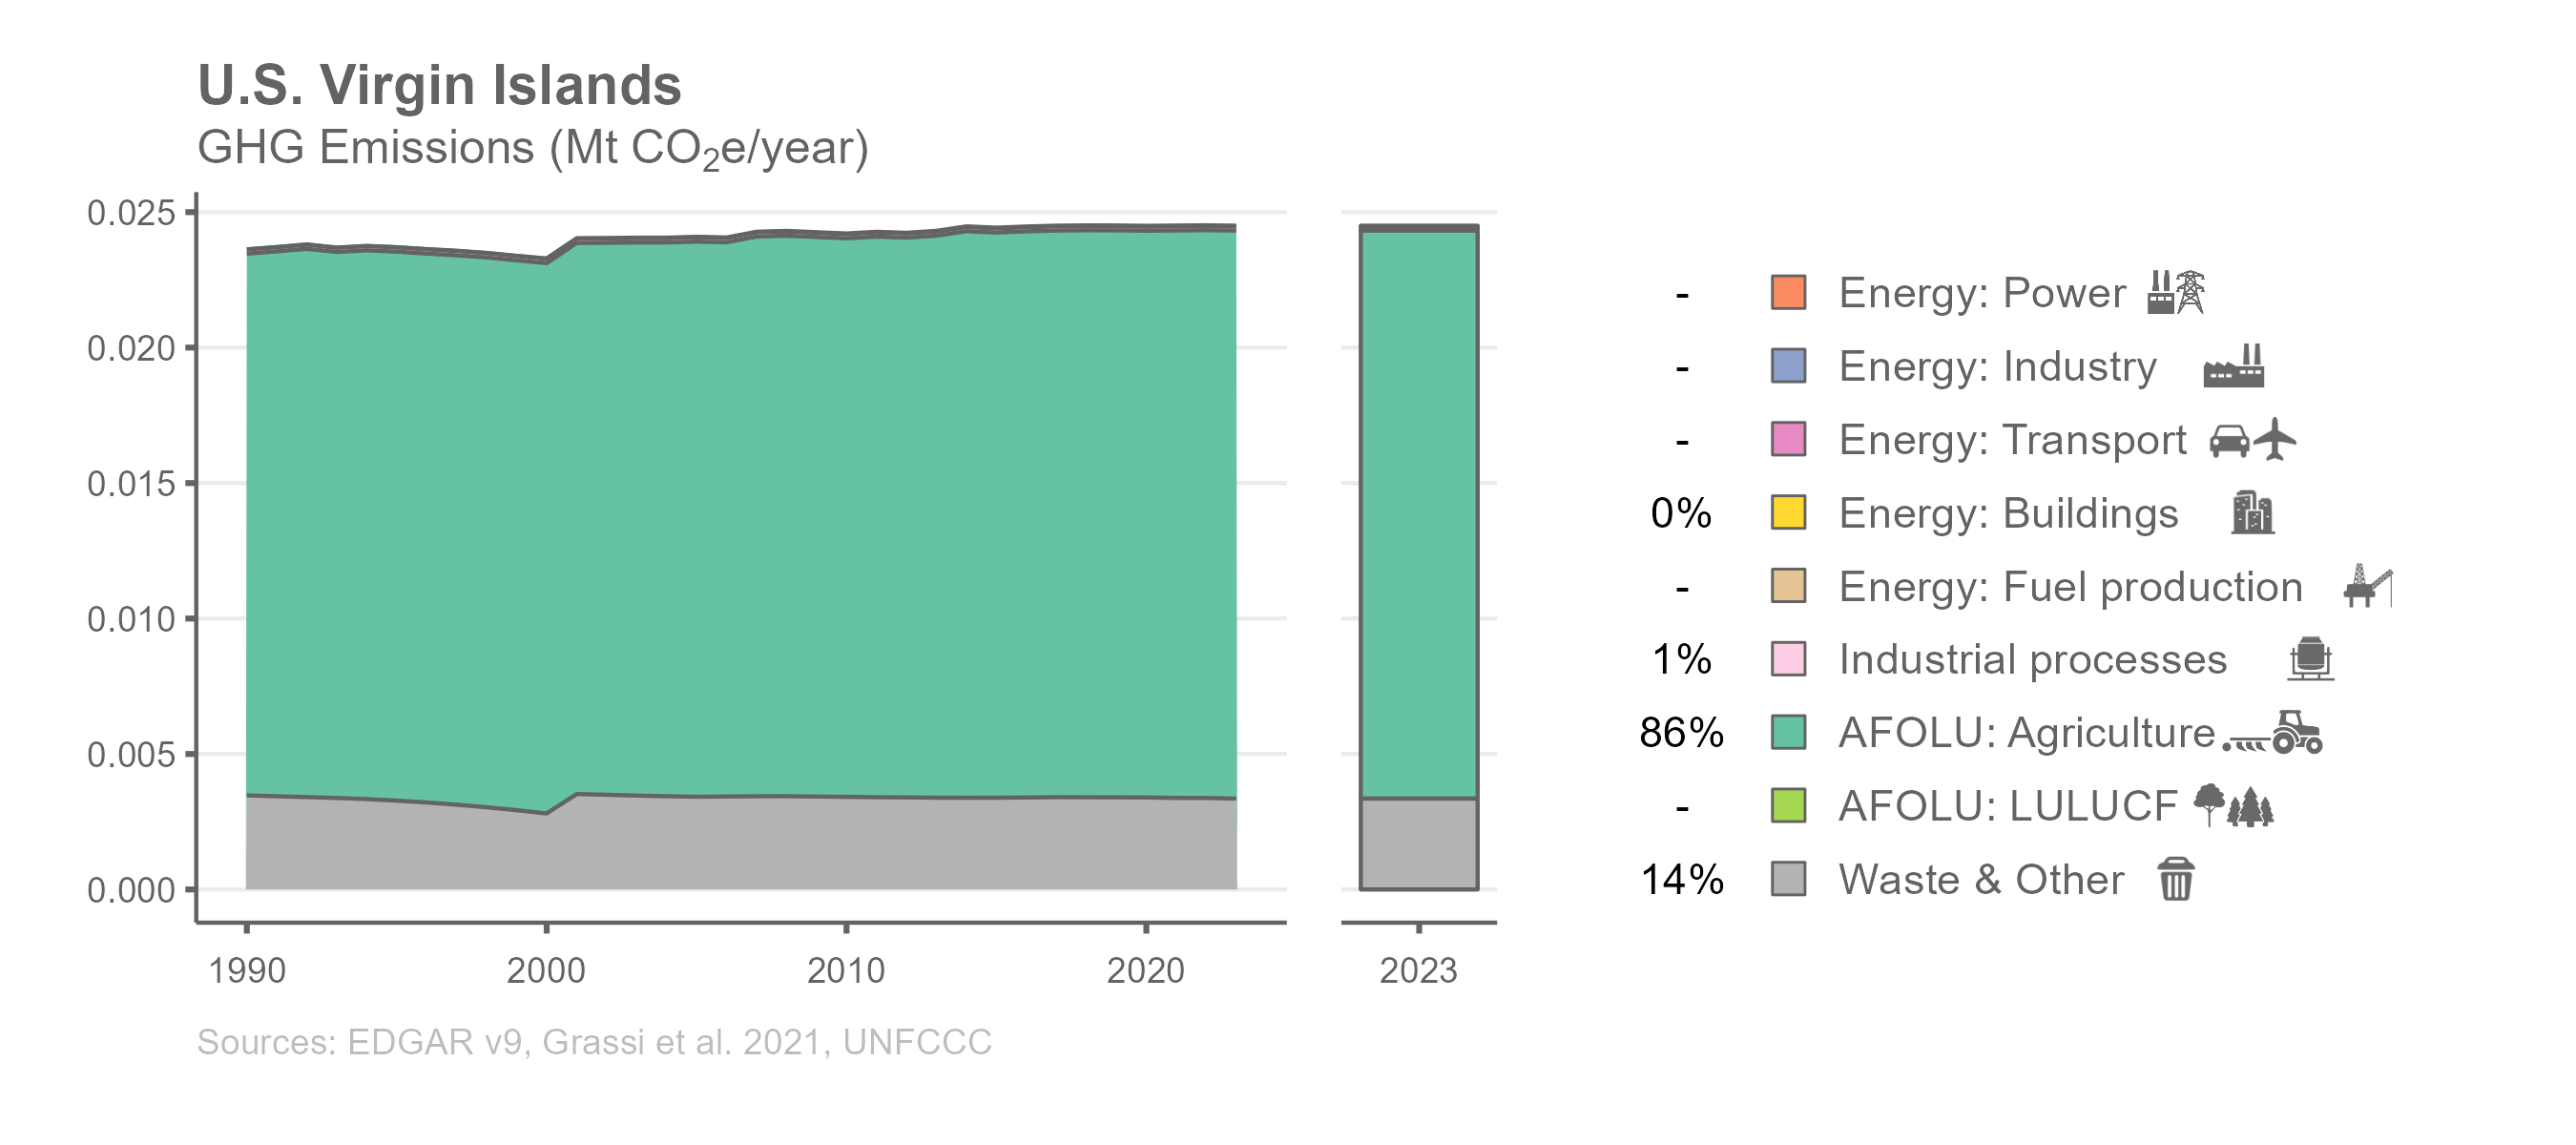 U.S. Virgin Islands
GHG Emissions (Mt CO₂e/year)
0.025
0.020
0.015
0.010
0.005
0.000
1990 2000 2010 2020 2023
- Energy: Power
- Energy: Industry
- Energy: Transport
0% Energy: Buildings
- Energy: Fuel production
1% Industrial processes
86% AFOLU: Agriculture
- AFOLU: LULUCF
14% Waste & Other
Sources: EDGAR v9, Grassi et al. 2021, UNFCCC